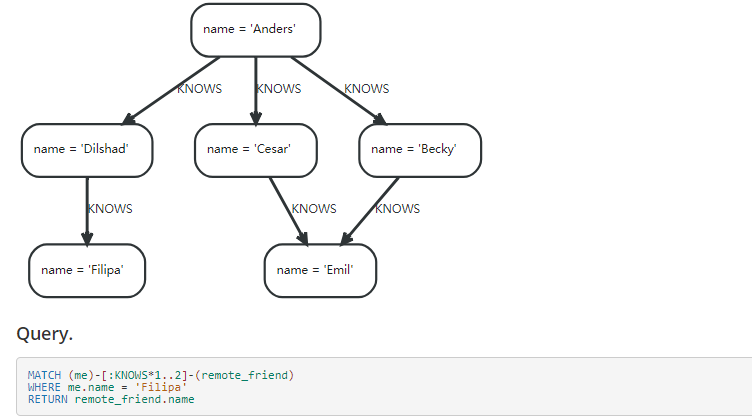 name = 'Anders'
KNOWS KNOWS KNOWS
name = 'Dilshad' name = 'Cesar' name = 'Becky'
KNOWS KNOWS KNOWS
name = 'Filipa' name = 'Emil'
Query.
MATCH (me)-[:KNOWS*1..2]-(remote_friend)
WHERE me.name = 'Filipa'
RETURN remote_friend.name